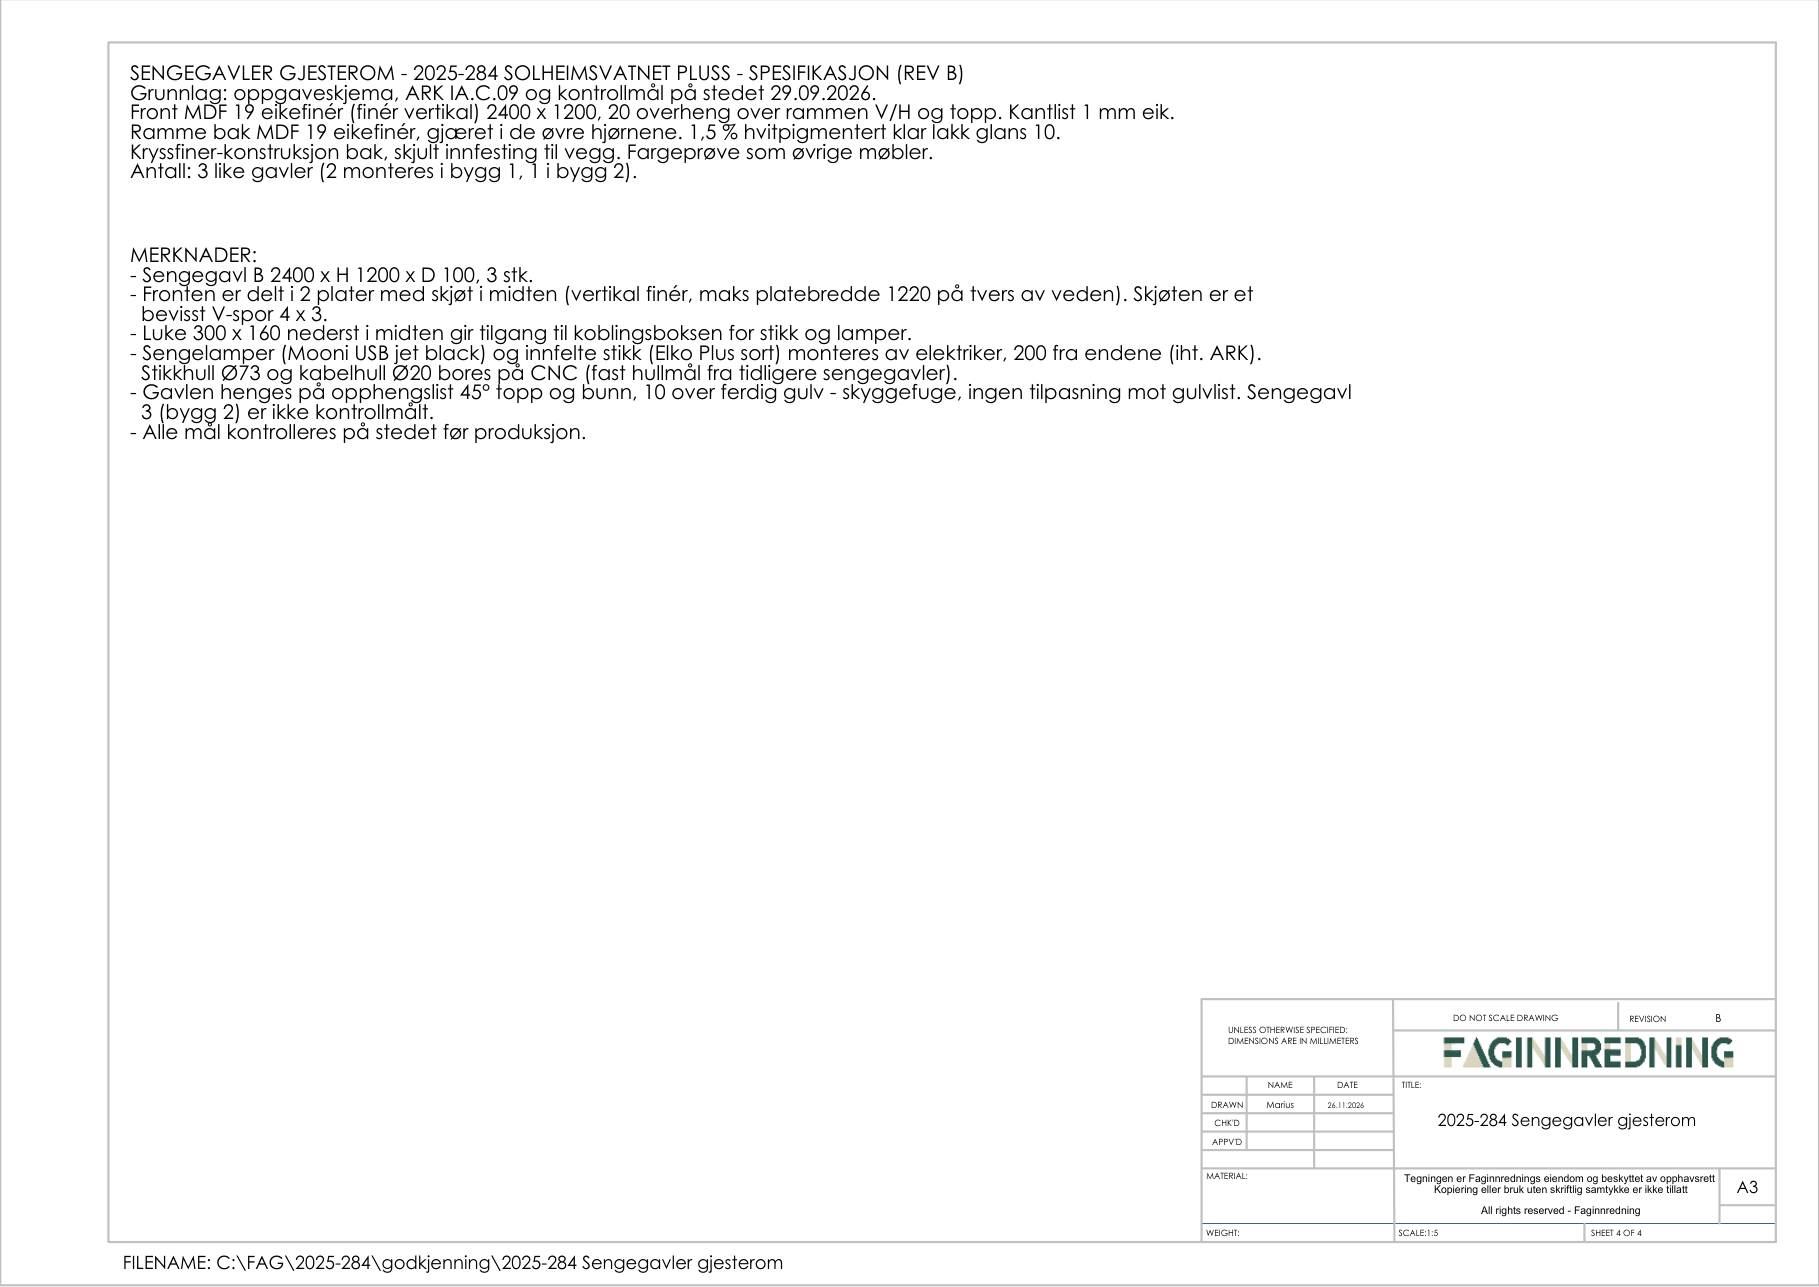 SENGEGAVLER GJESTEROM - 2025-284 SOLHEIMSVATNET PLUSS - SPESIFIKASJON (REV B)
Grunnlag: oppgaveskjema, ARK IA.C.09 og kontrollmål på stedet 29.09.2026.
Front MDF 19 eikefinér (finér vertikal) 2400 x 1200, 20 overheng over rammen V/H og topp. Kantlist 1 mm eik.
Ramme bak MDF 19 eikefinér, gjæret i de øvre hjørnene. 1,5 % hvitpigmentert klar lakk glans 10.
Kryssfiner-konstruksjon bak, skjult innfesting til vegg. Fargeprøve som øvrige møbler.
Antall: 3 like gavler (2 monteres i bygg 1, 1 i bygg 2).
MERKNADER:
- Sengegavl B 2400 x H 1200 x D 100, 3 stk.
- Fronten er delt i 2 plater med skjøt i midten (vertikal finér, maks platebredde 1220 på tvers av veden). Skjøten er et
bevisst V-spor 4 x 3.
- Luke 300 x 160 nederst i midten gir tilgang til koblingsboksen for stikk og lamper.
- Sengelamper (Mooni USB jet black) og innfelte stikk (Elko Plus sort) monteres av elektriker, 200 fra endene (iht. ARK).
Stikkhull Ø73 og kabelhull Ø20 bores på CNC (fast hullmål fra tidligere sengegavler).
- Gavlen henges på opphengslist 45° topp og bunn, 10 over ferdig gulv - skyggefuge, ingen tilpasning mot gulvlist. Sengegavl
3 (bygg 2) er ikke kontrollmålt.
- Alle mål kontrolleres på stedet før produksjon.
UNLESS OTHERWISE SPECIFIED:
DIMENSIONS ARE IN MILLIMETERS
DO NOT SCALE DRAWING
REVISION B
FAGINNREDNING
NAME DATE
DRAWN Marius 26.11.2026
CHK'D
APPV'D
TITLE:
2025-284 Sengegavler gjesterom
MATERIAL:
Tegningen er Faginnrednings eiendom og beskyttet av opphavsrett
Kopiering eller bruk uten skriftlig samtykke er ikke tillatt
All rights reserved - Faginnredning
A3
WEIGHT:
SCALE:1:5
SHEET 4 OF 4
FILENAME: C:\FAG\2025-284\godkjenning\2025-284 Sengegavler gjesterom